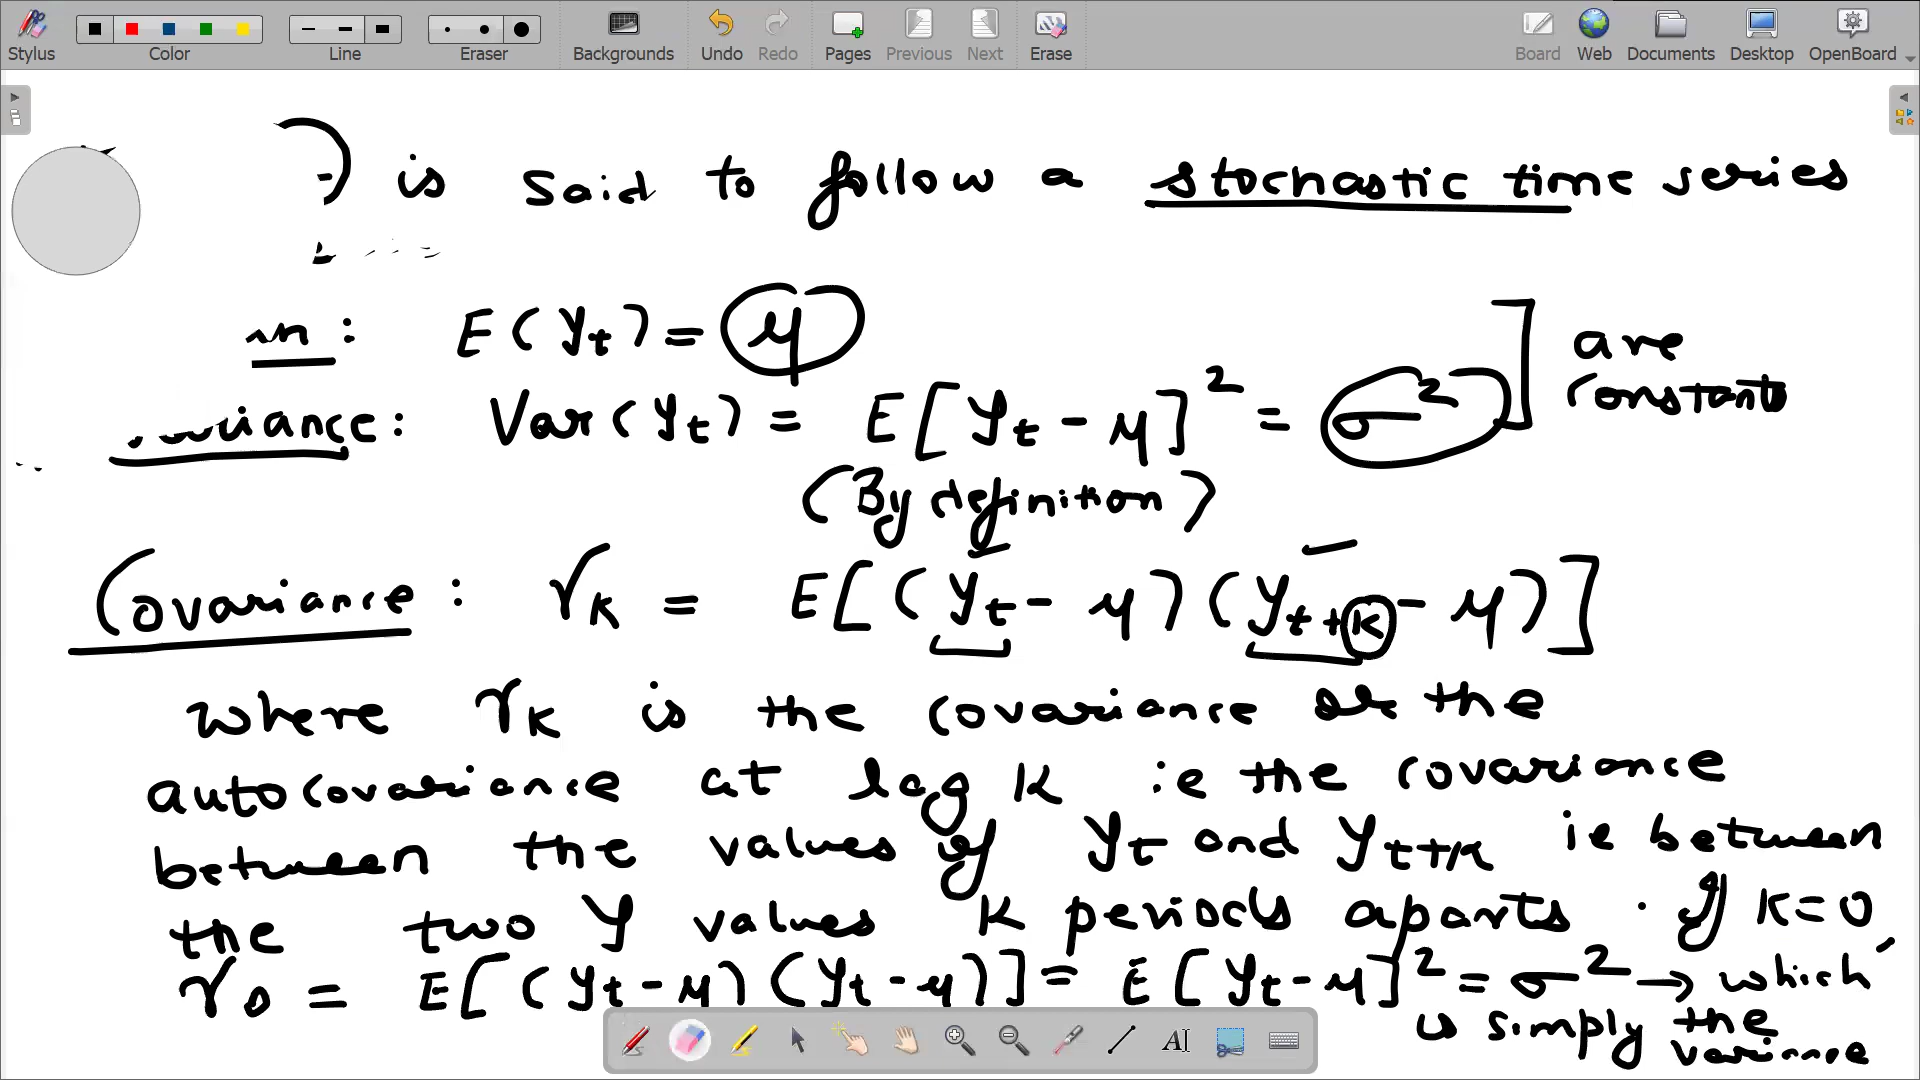 Stylus Color Line Eraser Backgrounds Undo Redo Pages Previous Next Erase Board Web Documents Desktop OpenBoard
is said to follow a stochastic time series
: E(Yt) = μ
are
constants
variance: Var(Yt) = E[Yt - μ]² = σ²
(By definition)
Covariance: γK = E[(Yt - μ)(Yt+K - μ)]
where γK is the covariance or the
autocovariance at lag K ie the covariance
between the values of Yt and Yt+K ie between
the two Y values K periods aparts. If K=0,
γ0 = E[(Yt - μ)(Yt - μ)] = E[Yt - μ]² = σ² → which
is simply the
variance